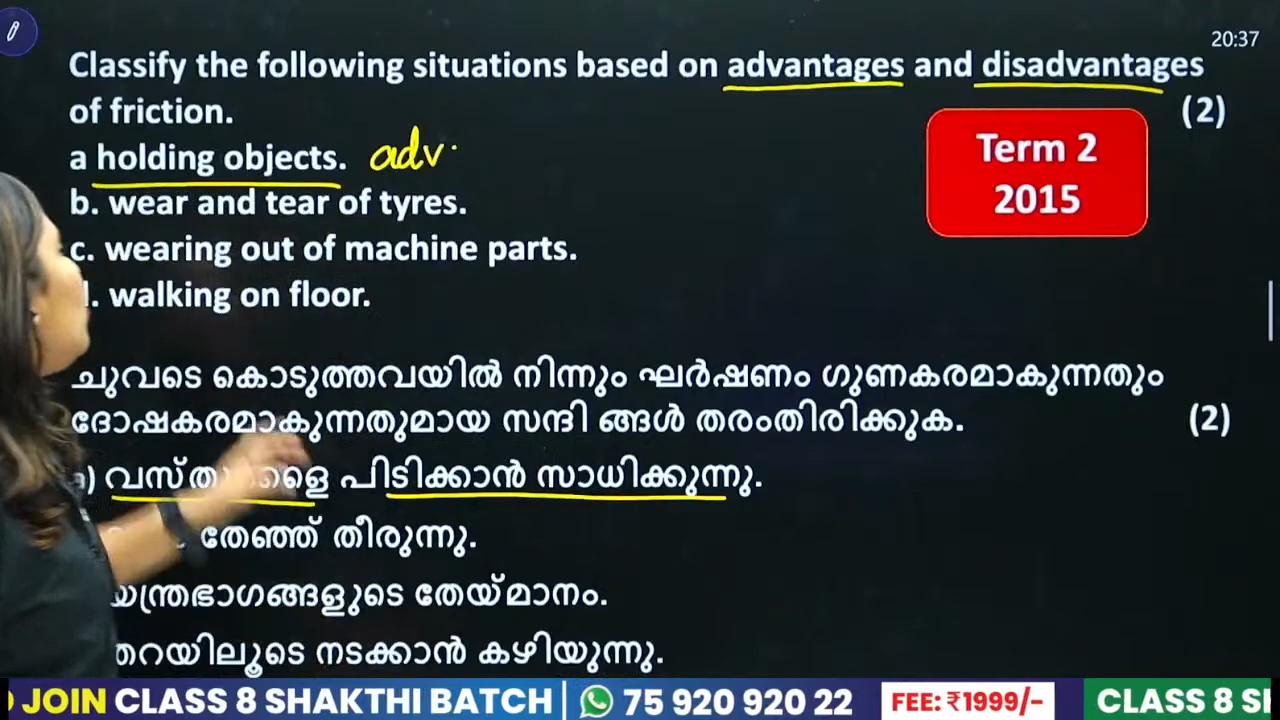 20:37
Classify the following situations based on advantages and disadvantages
of friction. (2)
a holding objects. adv.
b. wear and tear of tyres.
c. wearing out of machine parts.
. walking on floor.
Term 2
2015
ചുവടെ കൊടുത്തവയിൽ നിന്നും ഘർഷണം ഗുണകരമാകുന്നതും
ദോഷകരമാകുന്നതുമായ സന്ദി ങ്ങൾ തരംതിരിക്കുക. (2)
പിടിക്കാൻ സാധിക്കുന്നു.
തേഞ്ഞ് തീരുന്നു.
യന്ത്രഭാഗങ്ങളുടെ തേയ്മാനം.
തറയിലൂടെ നടക്കാൻ കഴിയുന്നു.
JOIN CLASS 8 SHAKTHI BATCH | 75 920 920 22 FEE: ₹1999/- CLASS 8